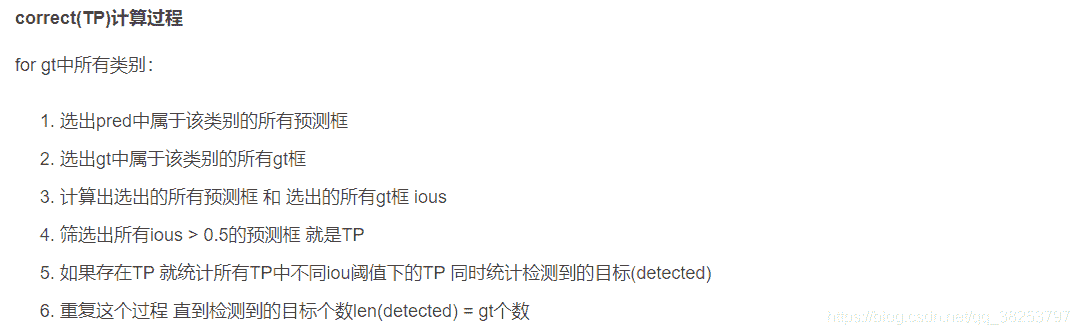 correct(TP)计算过程
for gt中所有类别：
1. 选出pred中属于该类别的所有预测框
2. 选出gt中属于该类别的所有gt框
3. 计算出选出的所有预测框 和 选出的所有gt框 ious
4. 筛选出所有ious > 0.5的预测框 就是TP
5. 如果存在TP 就统计所有TP中不同iou阈值下的TP 同时统计检测到的目标(detected)
6. 重复这个过程 直到检测到的目标个数len(detected) = gt个数
https://blog.csdn.net/qq_38253797